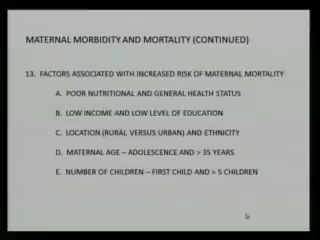 MATERNAL MORBIDITY AND MORTALITY (CONTINUED)
13. FACTORS ASSOCIATED WITH INCREASED RISK OF MATERNAL MORTALITY
A. POOR NUTRITIONAL AND GENERAL HEALTH STATUS
B. LOW INCOME AND LOW LEVEL OF EDUCATION
C. LOCATION (RURAL VERSUS URBAN) AND ETHNICITY
D. MATERNAL AGE – ADOLESCENCE AND > 35 YEARS
E. NUMBER OF CHILDREN – FIRST CHILD AND > 5 CHILDREN